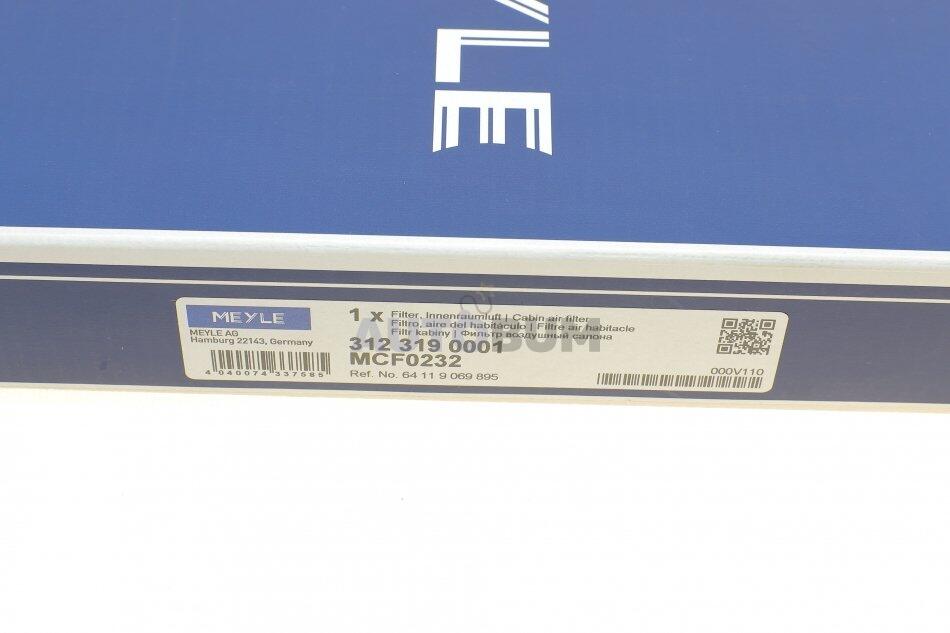 YLE
MEYLE
MEYLE AG
Hamburg 22143, Germany
4 040074 337585
1 x Filter, Innenraumluft | Cabin air filter
Filtro, aire del habitáculo | Filtre air habitacle
Filtr kabiny | Фильтр воздушный салона
312 319 0001
MCF0232
Ref. No. 64 11 9 069 895
000V110